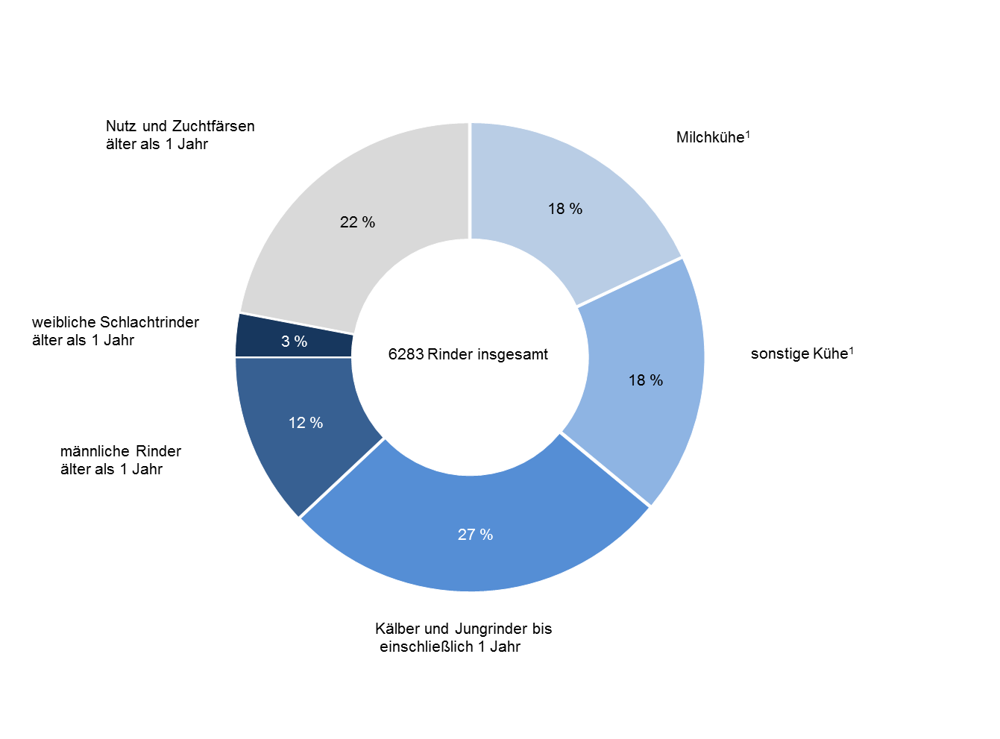 Nutz und Zuchtfärsen
älter als 1 Jahr
Milchkühe¹
18 %
22 %
weibliche Schlachtrinder
älter als 1 Jahr
3 %
6283 Rinder insgesamt
sonstige Kühe¹
18 %
12 %
männliche Rinder
älter als 1 Jahr
27 %
Kälber und Jungrinder bis
einschließlich 1 Jahr